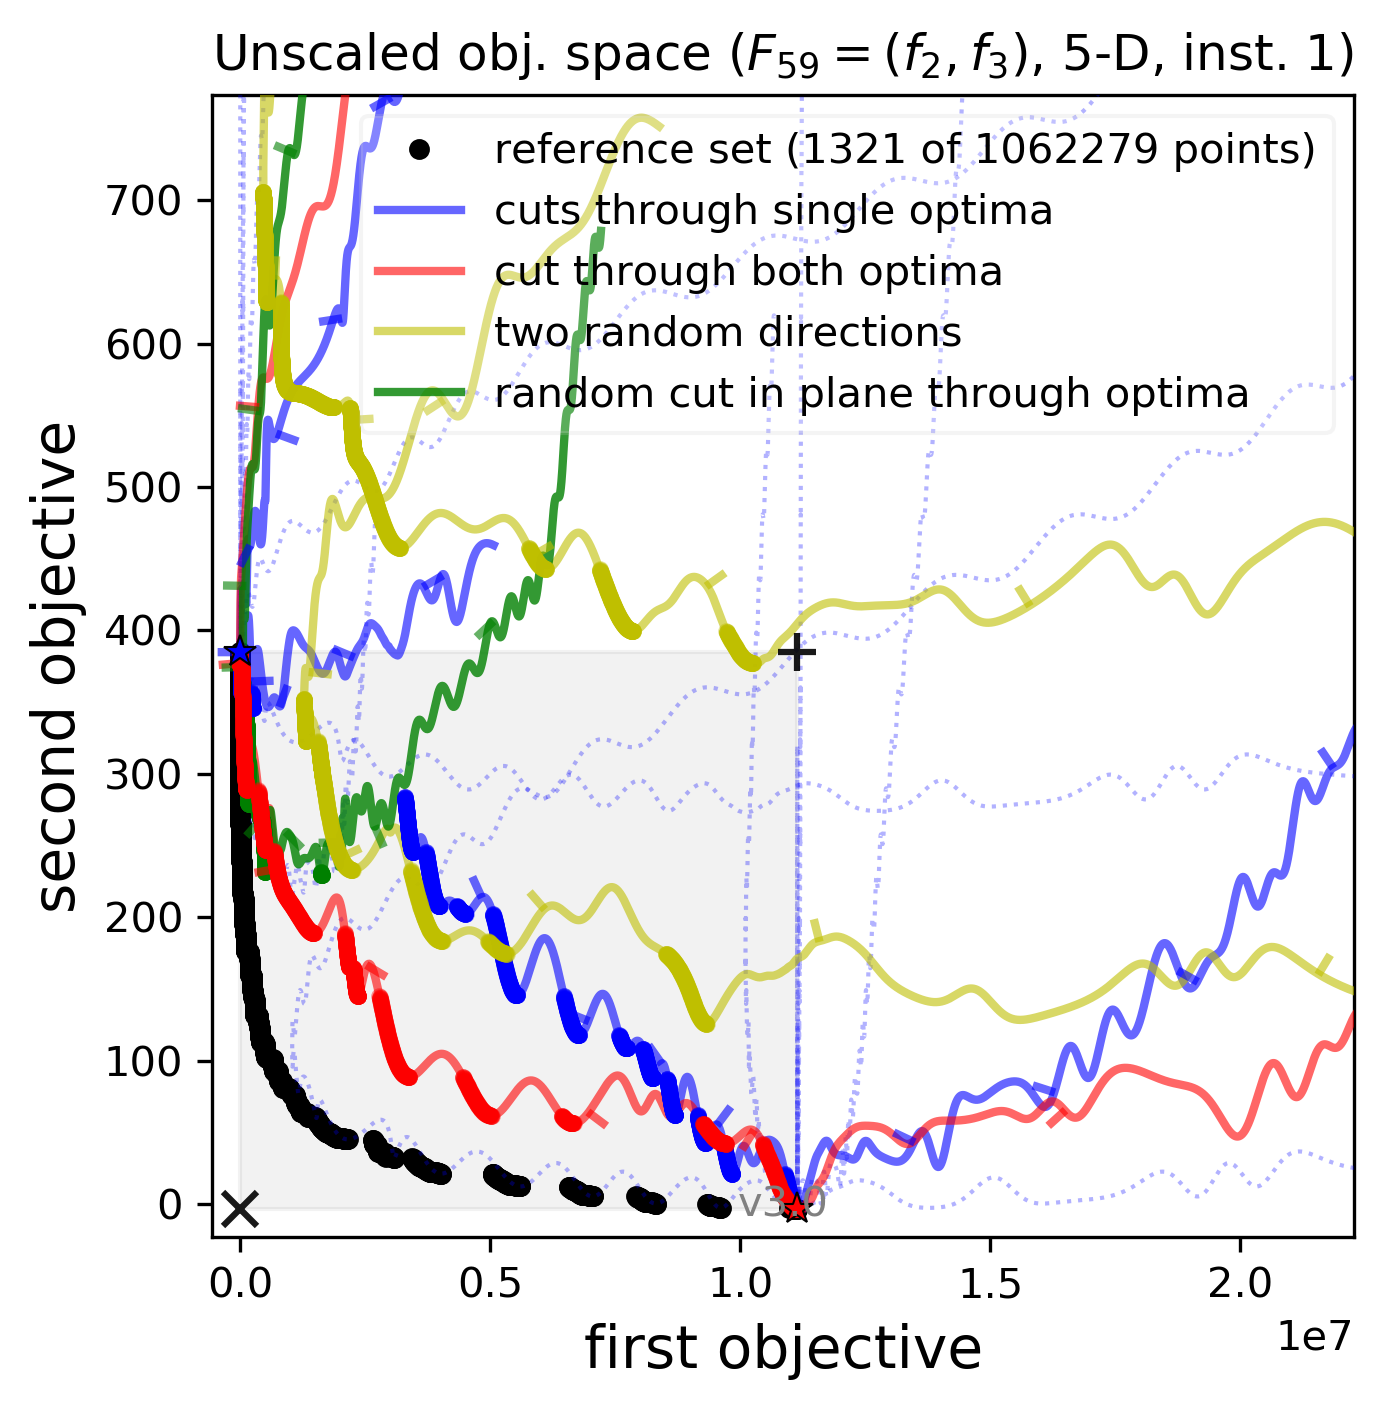 Unscaled obj. space (F59 = (f2, f3), 5-D, inst. 1)
reference set (1321 of 1062279 points)
cuts through single optima
cut through both optima
two random directions
random cut in plane through optima
second objective
700
600
500
400
300
200
100
0
0.0 0.5 1.0 1.5 2.0
1e7
first objective